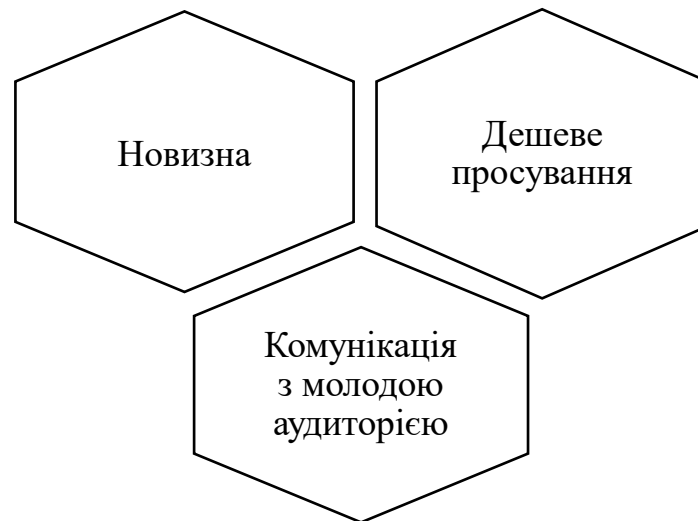 Новизна
Дешеве
просування
Комунікація
з молодою
аудиторією